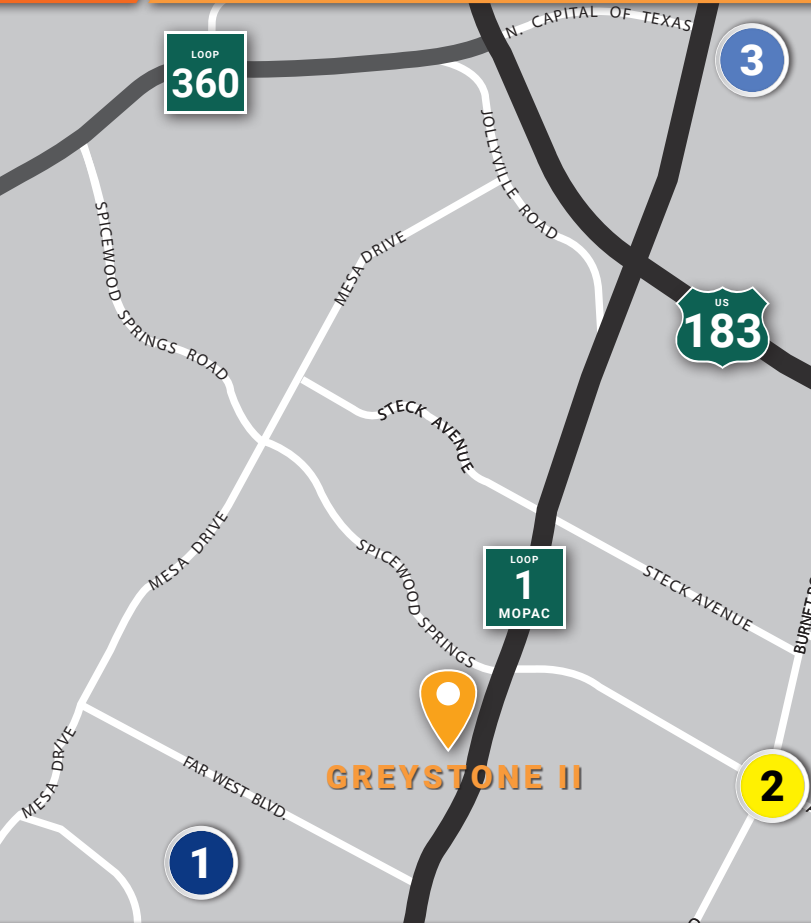 N. CAPITAL OF TEXAS
3
LOOP
360
JOLLYVILLE ROAD
SPICEWOOD SPRINGS ROAD
MESA DRIVE
US
183
STECK AVENUE
MESA DRIVE
SPICEWOOD SPRINGS
LOOP
1
MOPAC
STECK AVENUE
BURNET
GREYSTONE II
MESA DRIVE
FAR WEST BLVD.
2
1